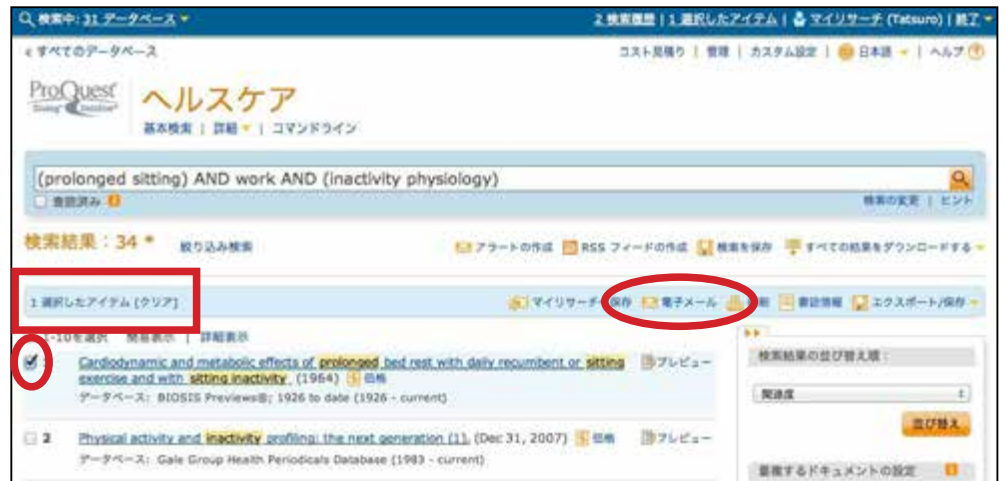 検索中: 31 データベース 2 検索履歴 | 1 選択したアイテム | マイリサーチ (Tatsuro) | 終了
< すべてのデータベース コスト見積り | 管理 | カスタム設定 | 日本語 | ヘルプ ?
ProQuest ヘルスケア
Dialog
基本検索 | 詳細 | コマンドライン
(prolonged sitting) AND work AND (inactivity physiology)
査読済み 検索の変更 | ヒント
検索結果:34 * 絞り込み検索 アラートの作成 RSS フィードの作成 検索を保存 すべての結果をダウンロードする
1 選択したアイテム [クリア] マイリサーチ 保存 電子メール 印刷 書誌情報 エクスポート/保存
1-10を選択 簡易表示 | 詳細表示
Cardiodynamic and metabolic effects of prolonged bed rest with daily recumbent or sitting exercise and with sitting inactivity. (1964) $ 価格 プレビュー
データベース: BIOSIS Previews®; 1926 to date (1926 - current)
2 Physical activity and inactivity profiling: the next generation (1). (Dec 31, 2007) $ 価格 プレビュー
データベース: Gale Group Health Periodicals Database (1983 - current)
検索結果の並び替え順:
関連度
並び替え
重複するドキュメントの設定